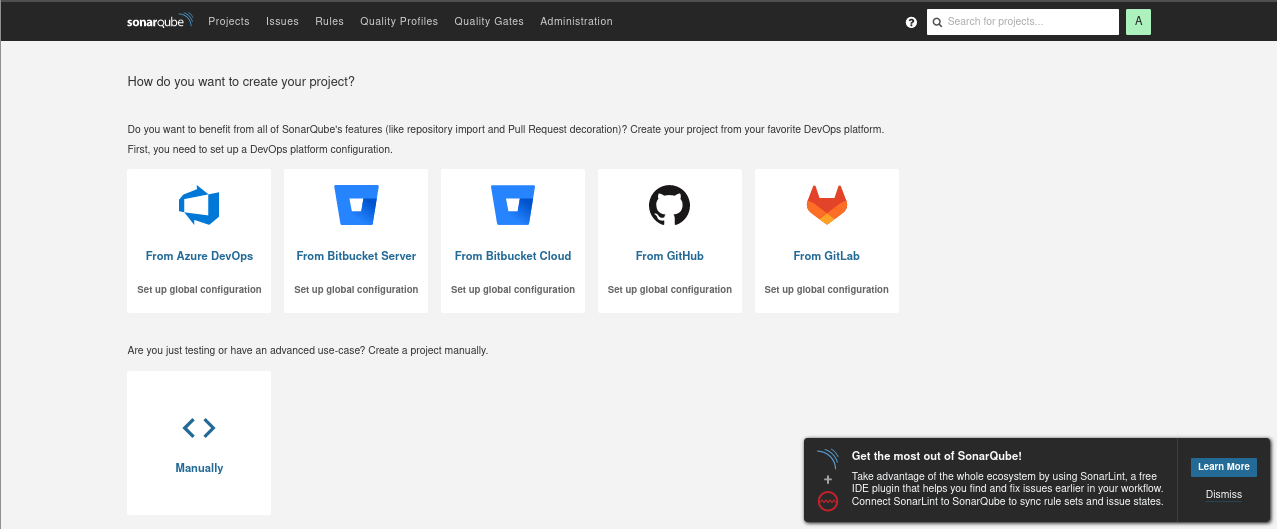 sonarqube Projects Issues Rules Quality Profiles Quality Gates Administration ? Search for projects... A
How do you want to create your project?
Do you want to benefit from all of SonarQube's features (like repository import and Pull Request decoration)? Create your project from your favorite DevOps platform.
First, you need to set up a DevOps platform configuration.
From Azure DevOps From Bitbucket Server From Bitbucket Cloud From GitHub From GitLab
Set up global configuration Set up global configuration Set up global configuration Set up global configuration Set up global configuration
Are you just testing or have an advanced use-case? Create a project manually.
Manually
Get the most out of SonarQube!
Take advantage of the whole ecosystem by using SonarLint, a free
IDE plugin that helps you find and fix issues earlier in your workflow.
Connect SonarLint to SonarQube to sync rule sets and issue states.
Learn More
Dismiss